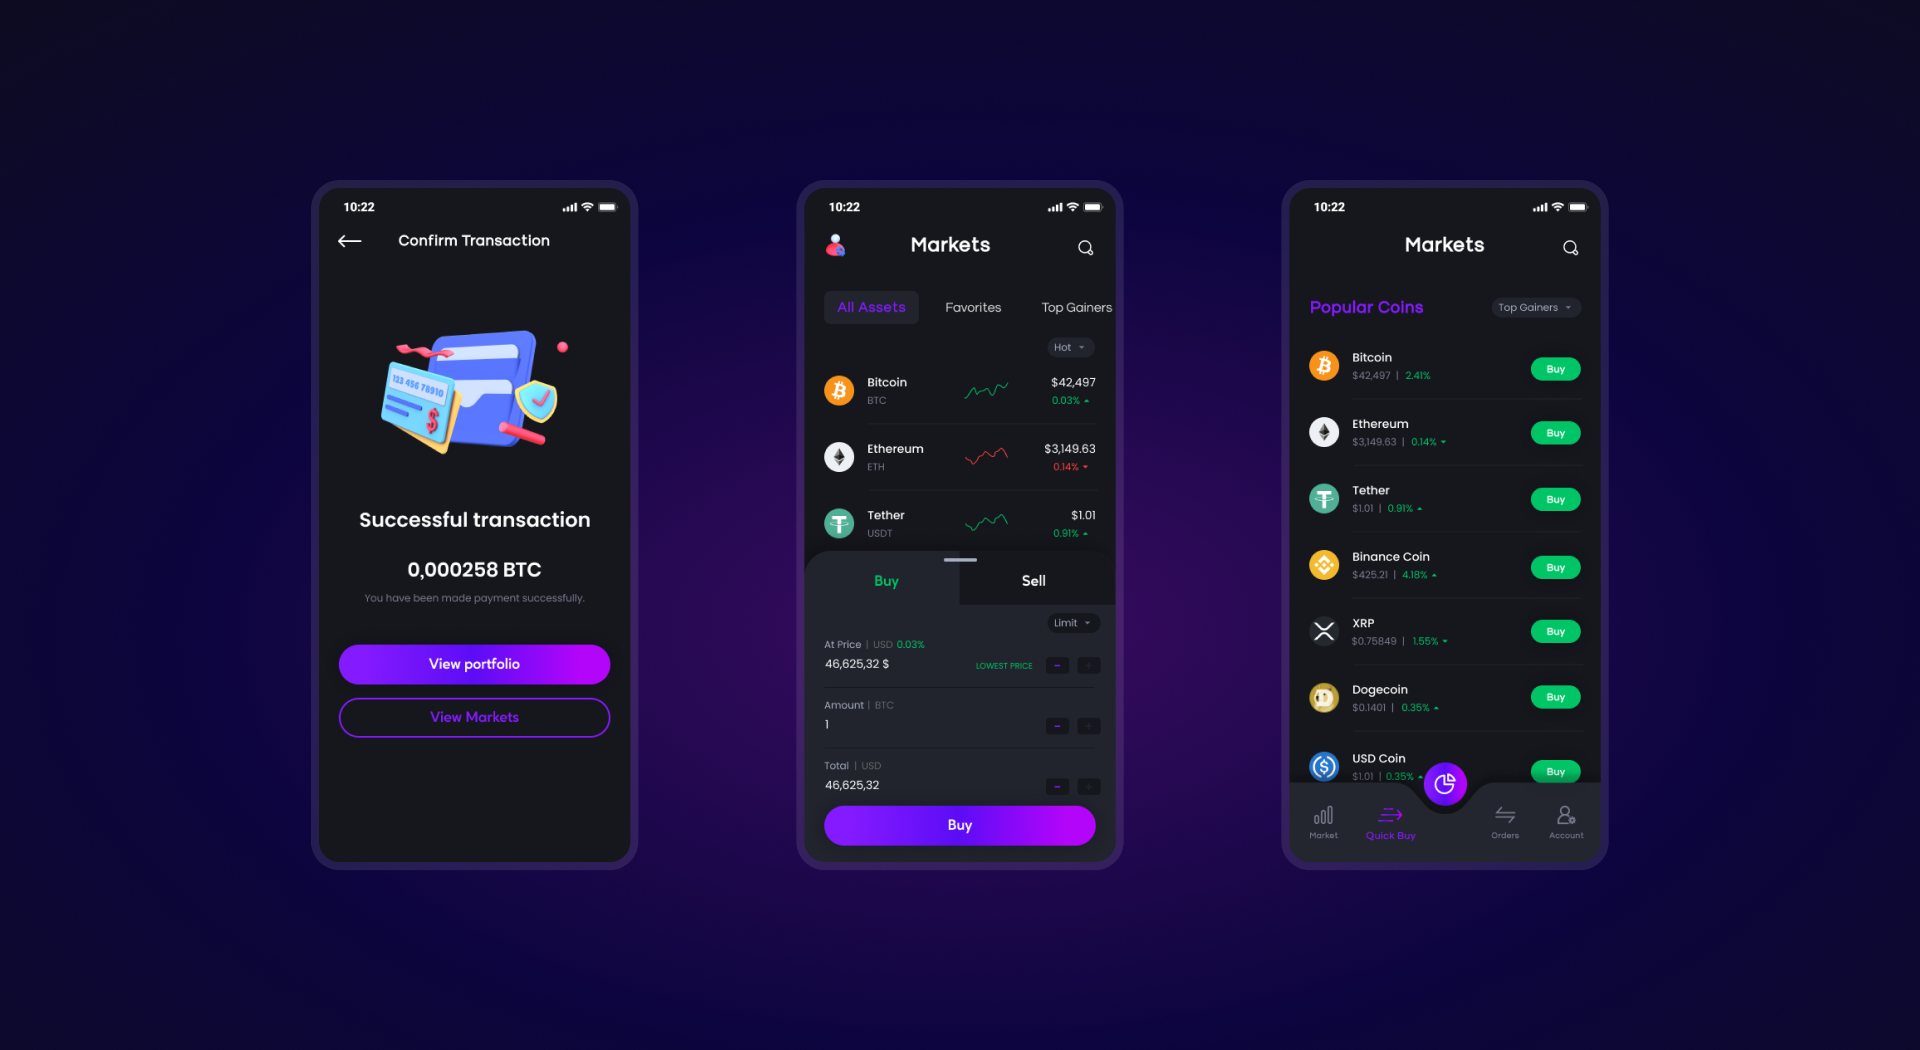 10:22
Confirm Transaction
123 456 78910
$
Successful transaction
0,000258 BTC
You have been made payment successfully.
View portfolio
View Markets
10:22
Markets
All Assets
Favorites
Top Gainers
Hot
Bitcoin
$42,497
BTC
0.03%
Ethereum
$3,149.63
ETH
0.14%
Tether
$1.01
USDT
0.91%
Buy
Sell
Limit
At Price | USD 0.03%
46,625,32 $
LOWEST PRICE
- +
Amount | BTC
1
- +
Total | USD
46,625,32
- +
Buy
10:22
Markets
Popular Coins
Top Gainers
Bitcoin
$42,497 | 2.41%
Buy
Ethereum
$3,149.63 | 0.14%
Buy
Tether
$1.01 | 0.91%
Buy
Binance Coin
$425.21 | 4.18%
Buy
XRP
$0.75849 | 1.55%
Buy
Dogecoin
$0.1401 | 0.35%
Buy
USD Coin
$1.01 | 0.35%
Buy
Market
Quick Buy
Orders
Account